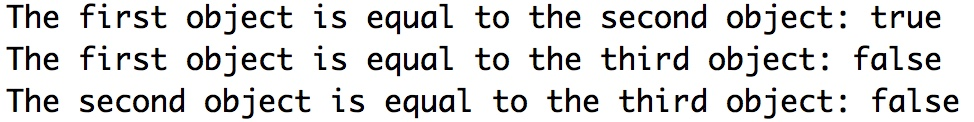 The first object is equal to the second object: true
The first object is equal to the third object: false
The second object is equal to the third object: false